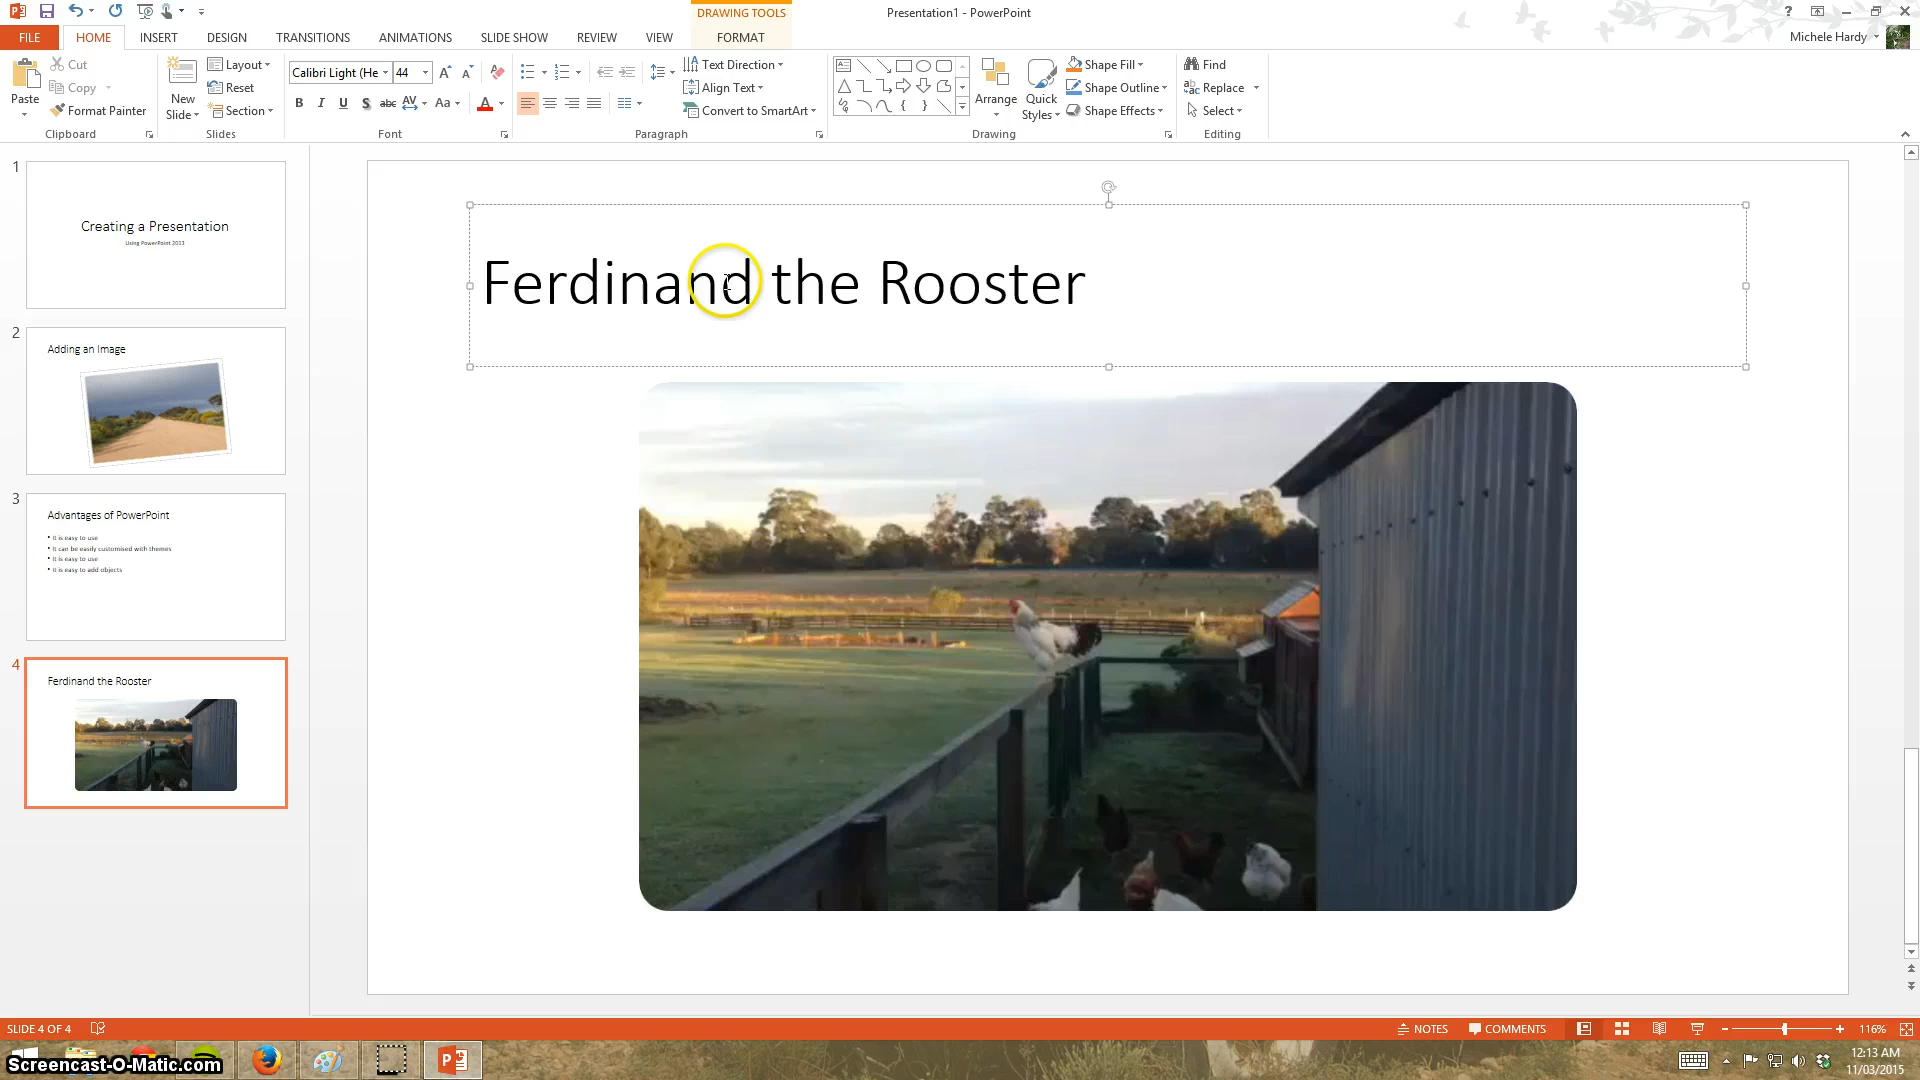 DRAWING TOOLS
Presentation1 - PowerPoint
?
FILE
HOME
INSERT
DESIGN
TRANSITIONS
ANIMATIONS
SLIDE SHOW
REVIEW
VIEW
FORMAT
Michele Hardy
Paste
Cut
Copy
Format Painter
Clipboard
New
Slide
Layout
Reset
Section
Slides
Calibri Light (He
44
B I U S abc AV Aa A
Font
Text Direction
Align Text
Convert to SmartArt
Paragraph
Arrange
Quick
Styles
Shape Fill
Shape Outline
Shape Effects
Drawing
Find
Replace
Select
Editing
1
Creating a Presentation
Using PowerPoint 2013
2
Adding an Image
3
Advantages of PowerPoint
• It is easy to use
• It can be easily customised with themes
• It is easy to use
• It is easy to add objects
4
Ferdinand the Rooster
Ferdinand the Rooster
SLIDE 4 OF 4
NOTES
COMMENTS
116%
Screencast-O-Matic.com
12:13 AM
11/03/2015